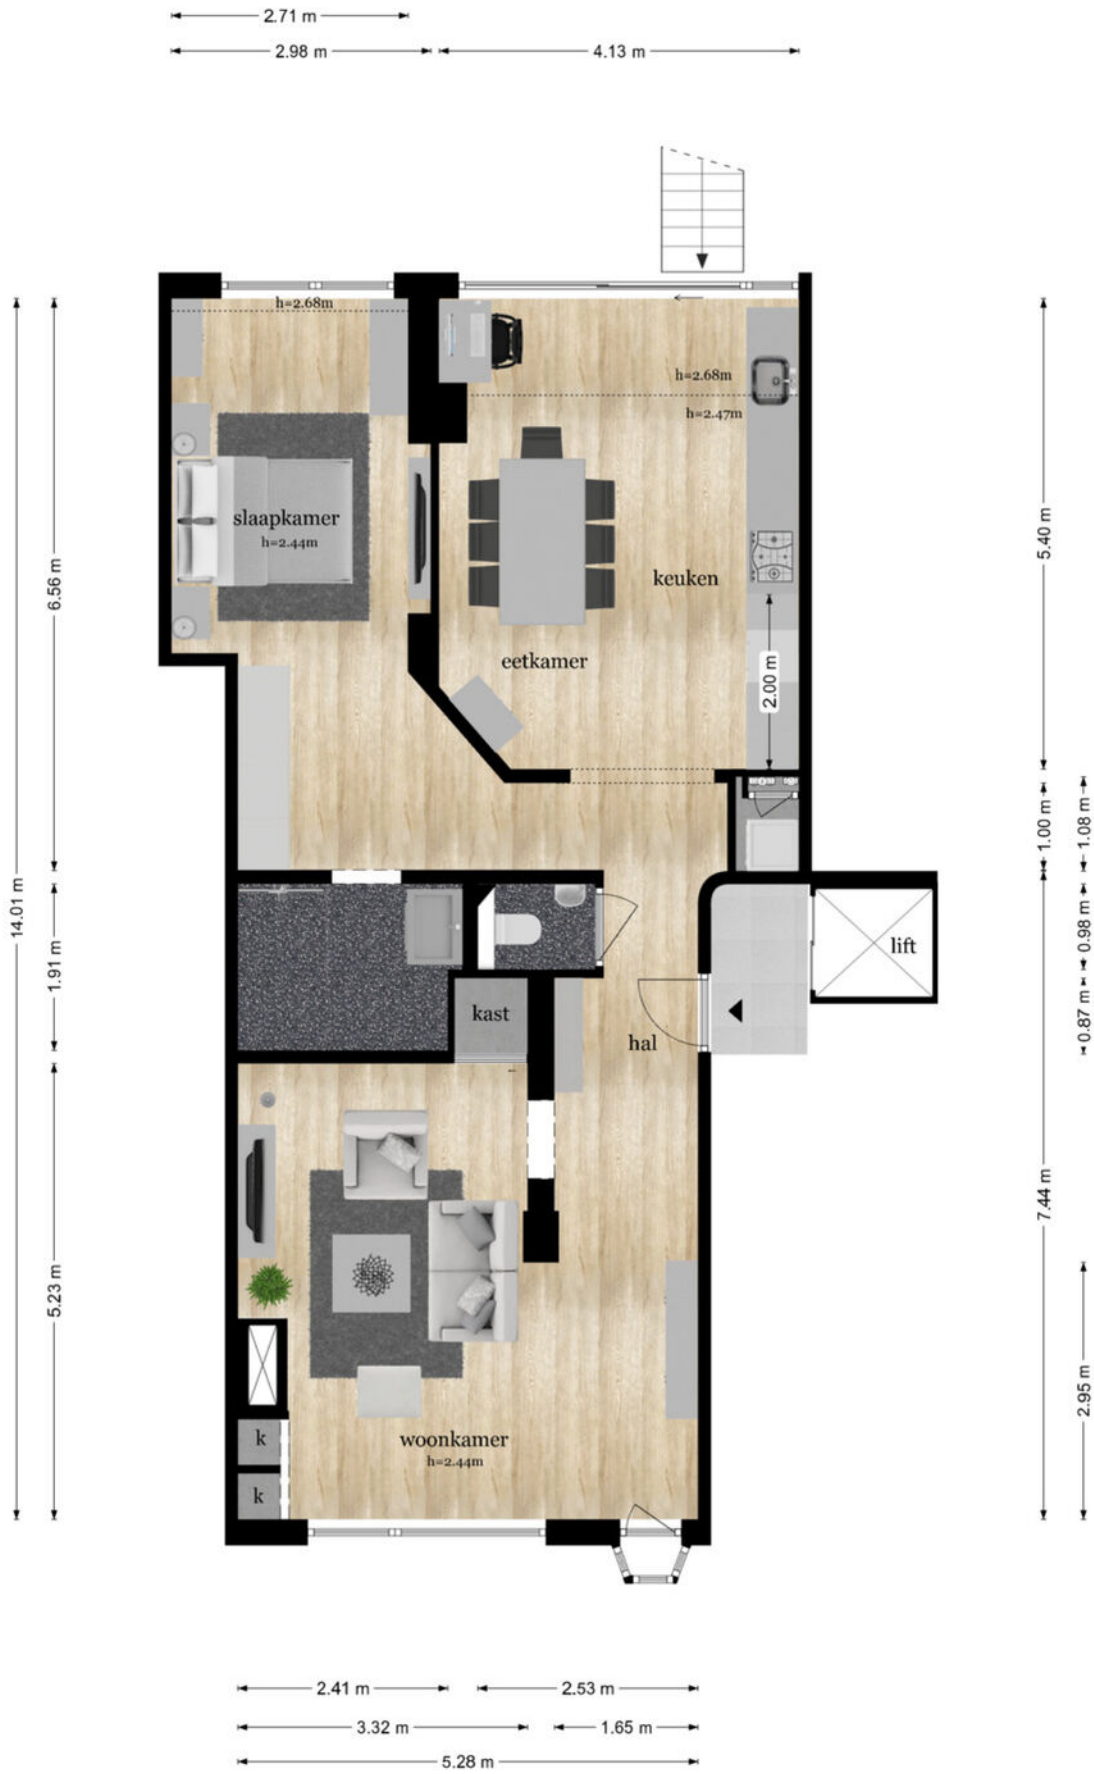 2.71 m
2.98 m
4.13 m
h=2.68m
h=2.68m
h=2.47m
slaapkamer
h=2.44m
keuken
eetkamer
2.00 m
6.56 m
14.01 m
5.40 m
1.00 m
1.08 m
1.91 m
0.98 m
lift
kast
hal
0.87 m
7.44 m
5.23 m
2.95 m
k
woonkamer
h=2.44m
k
2.41 m
2.53 m
3.32 m
1.65 m
5.28 m